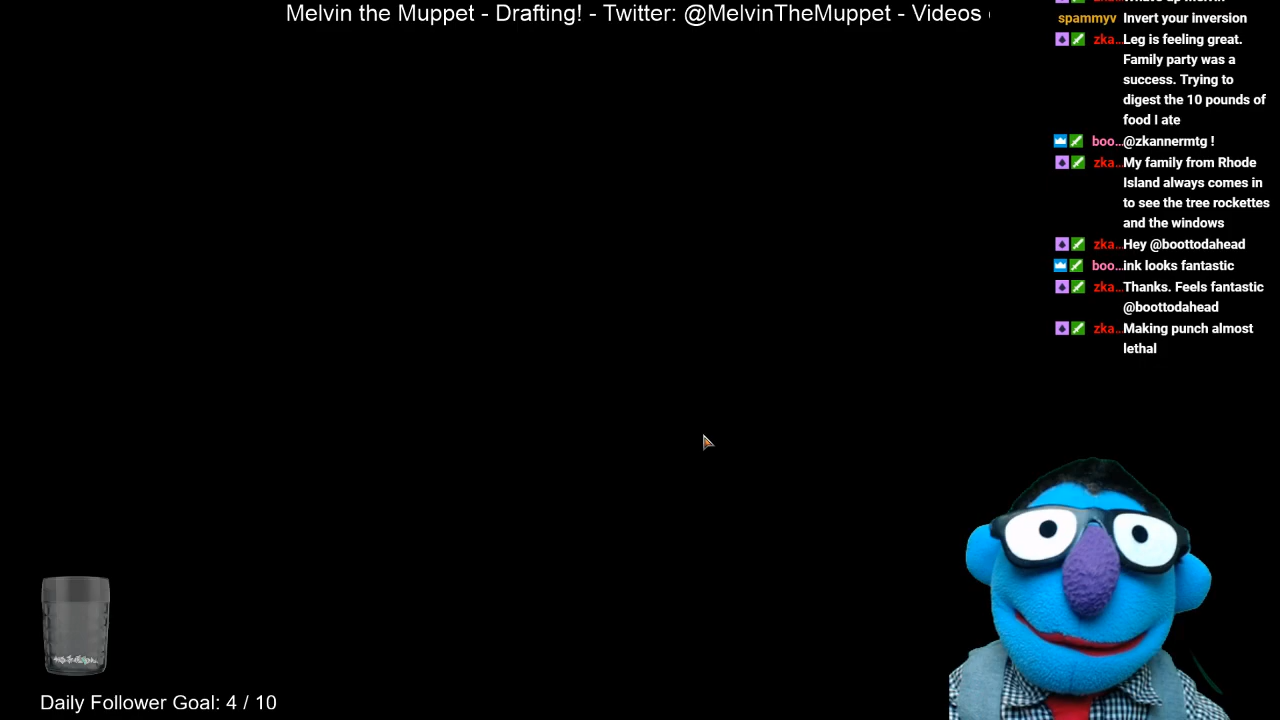 Melvin the Muppet - Drafting! - Twitter: @MelvinTheMuppet - Videos
spammyv Invert your inversion
zka… Leg is feeling great.
Family party was a
success. Trying to
digest the 10 pounds of
food I ate
boo… @zkannermtg !
zka… My family from Rhode
Island always comes in
to see the tree rockettes
and the windows
zka… Hey @boottodahead
boo… ink looks fantastic
zka… Thanks. Feels fantastic
@boottodahead
zka… Making punch almost
lethal
Daily Follower Goal: 4 / 10